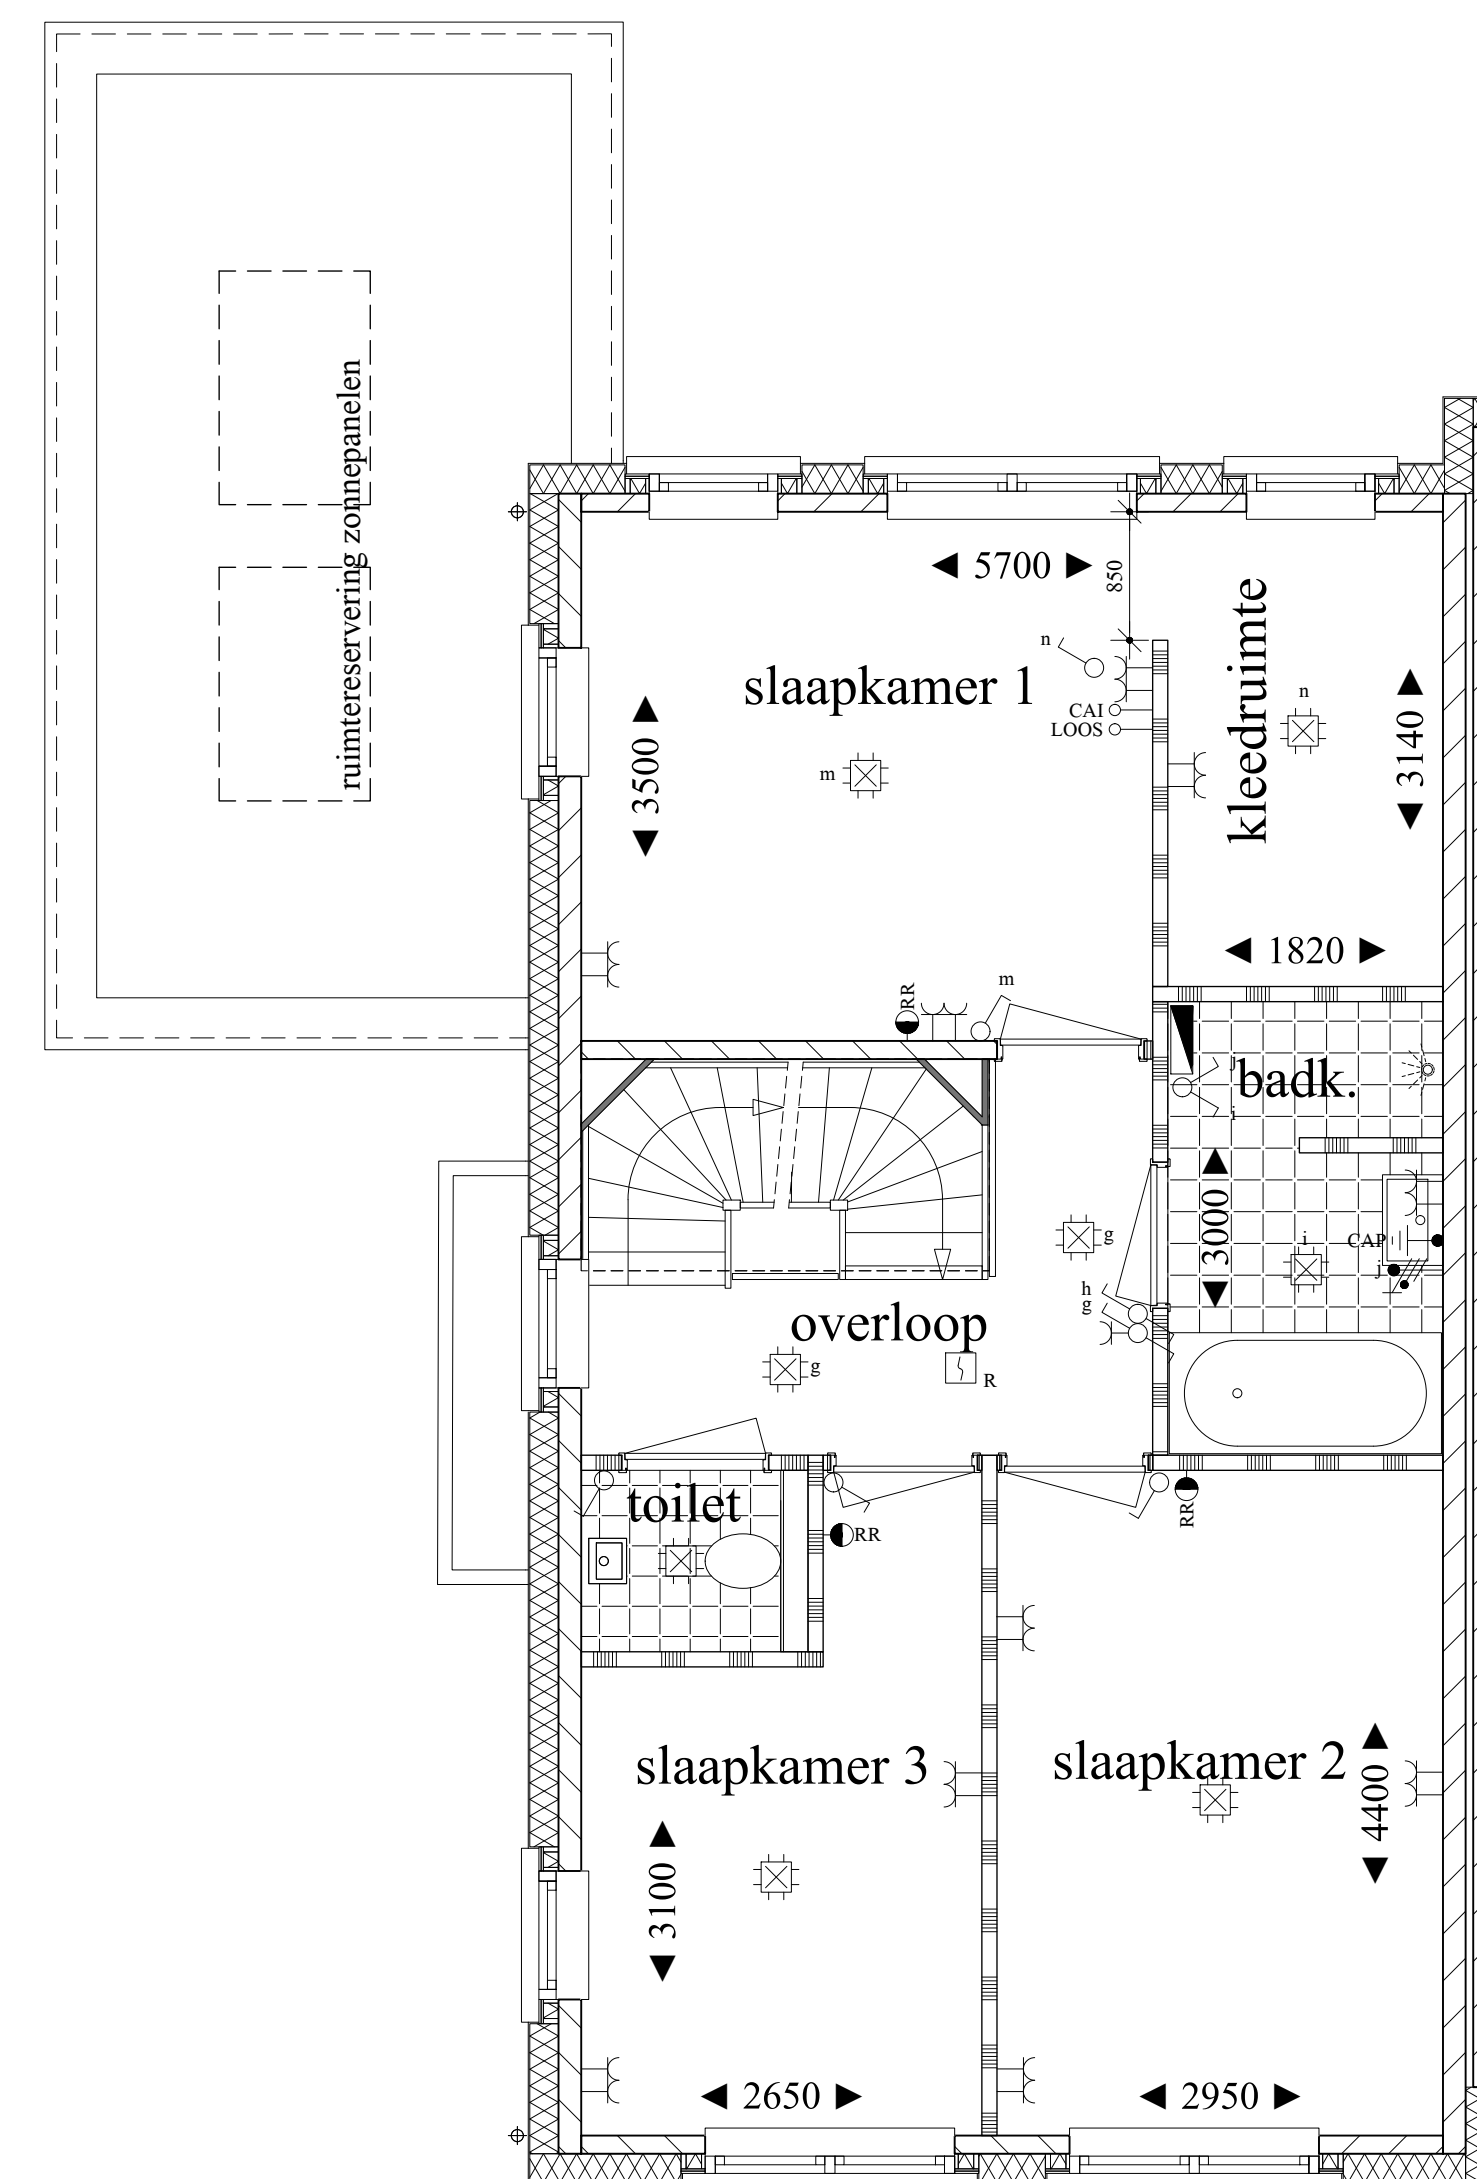 ruimtereservering zonnepanelen
5700
850
n
slaapkamer 1
CAI
LOOS
kleedruimte
n
3140
3500
m
1820
RR
m
badk.
j
i
3000
g
CAP
i
j
h
g
overloop
g
R
toilet
RR
RR
slaapkamer 3
slaapkamer 2
4400
3100
2650
2950